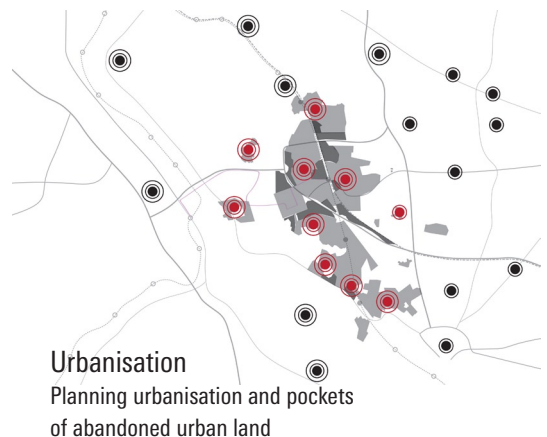 Urbanisation
Planning urbanisation and pockets
of abandoned urban land